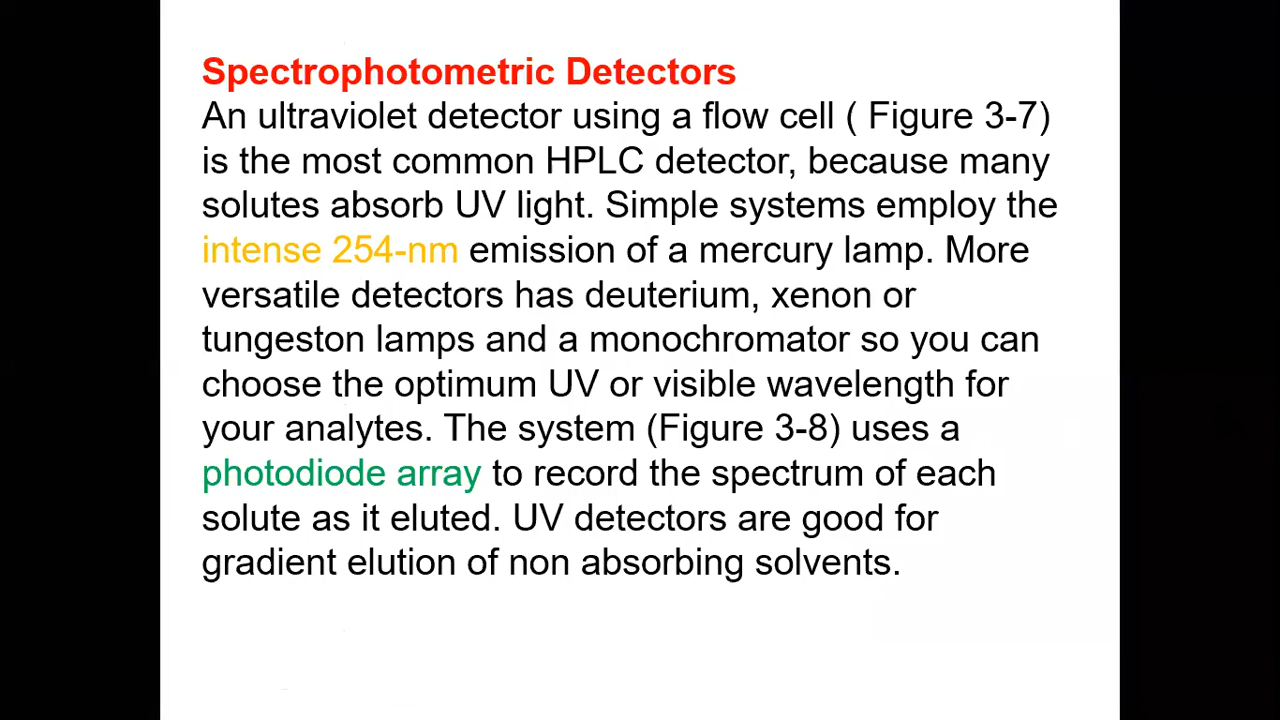 Spectrophotometric Detectors
An ultraviolet detector using a flow cell ( Figure 3-7)
is the most common HPLC detector, because many
solutes absorb UV light. Simple systems employ the
intense 254-nm emission of a mercury lamp. More
versatile detectors has deuterium, xenon or
tungeston lamps and a monochromator so you can
choose the optimum UV or visible wavelength for
your analytes. The system (Figure 3-8) uses a
photodiode array to record the spectrum of each
solute as it eluted. UV detectors are good for
gradient elution of non absorbing solvents.